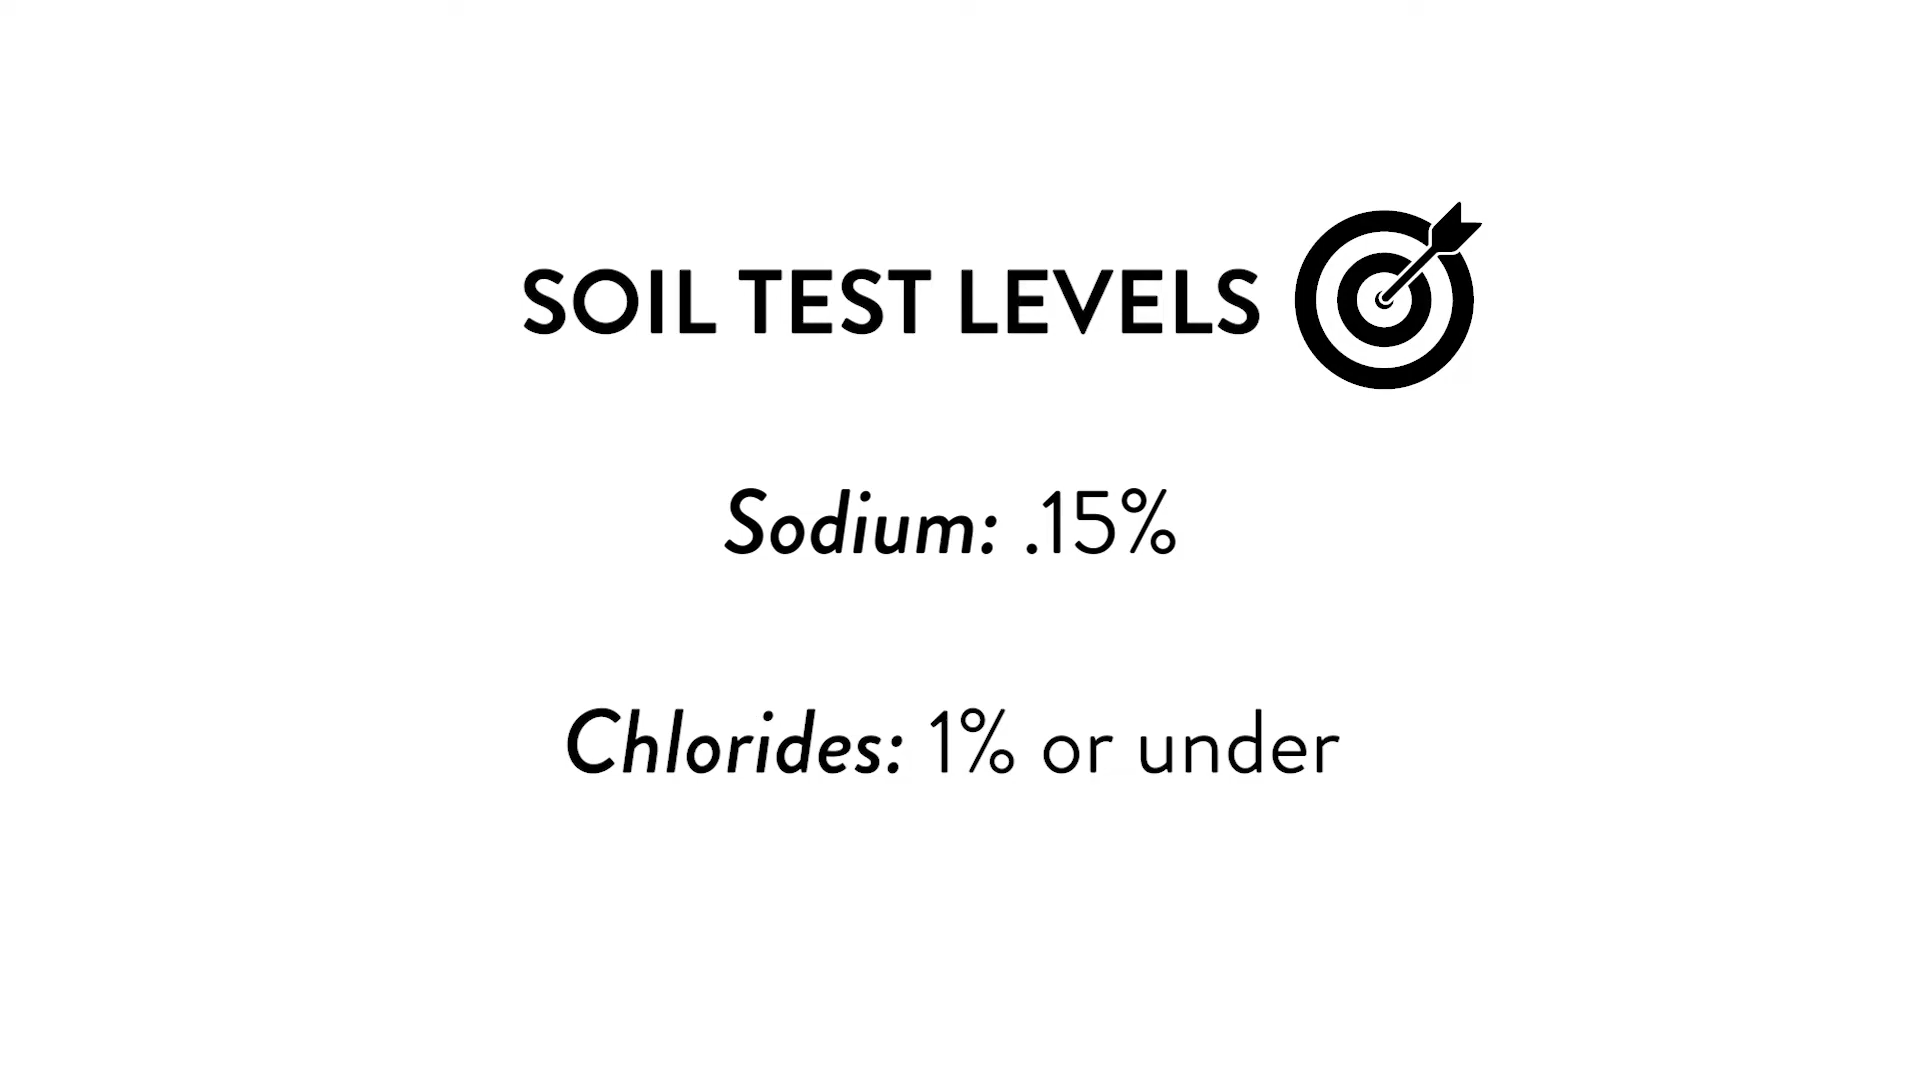 SOIL TEST LEVELS
Sodium: .15%
Chlorides: 1% or under